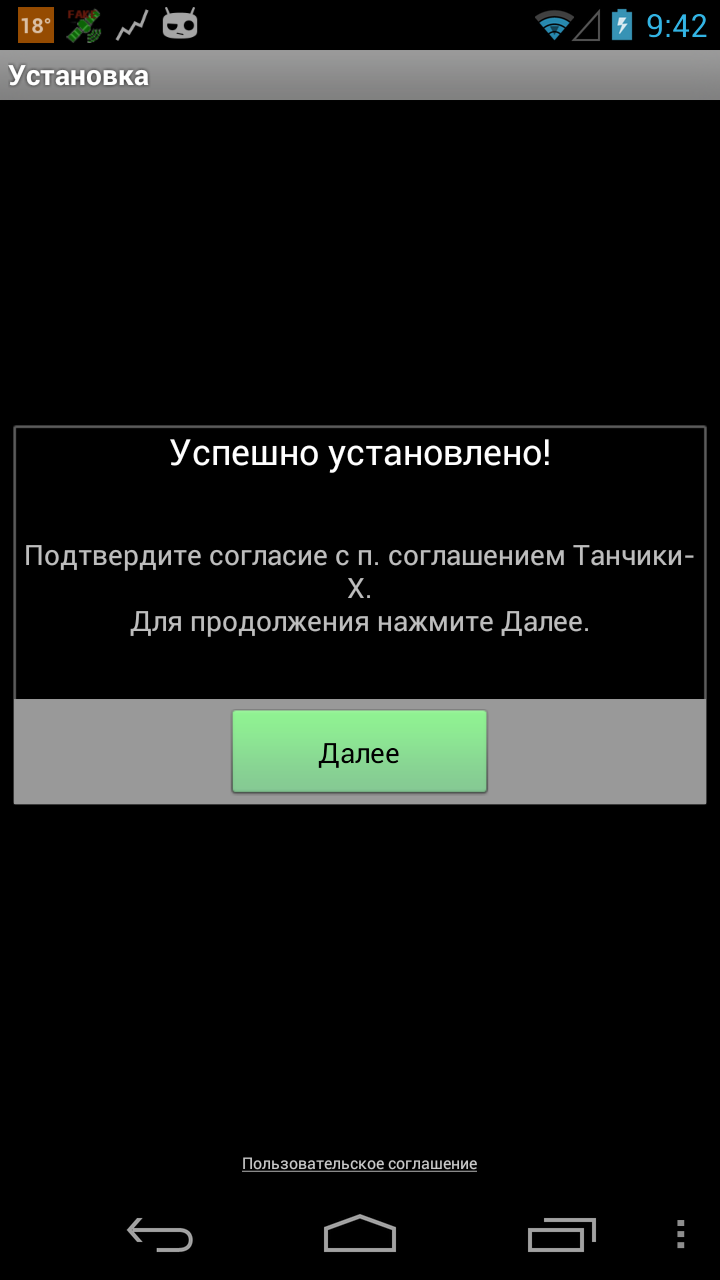 18°
FAKE
9:42
Установка
Успешно установлено!
Подтвердите согласие с п. соглашением Танчики-
X.
Для продолжения нажмите Далее.
Далее
Пользовательское соглашение